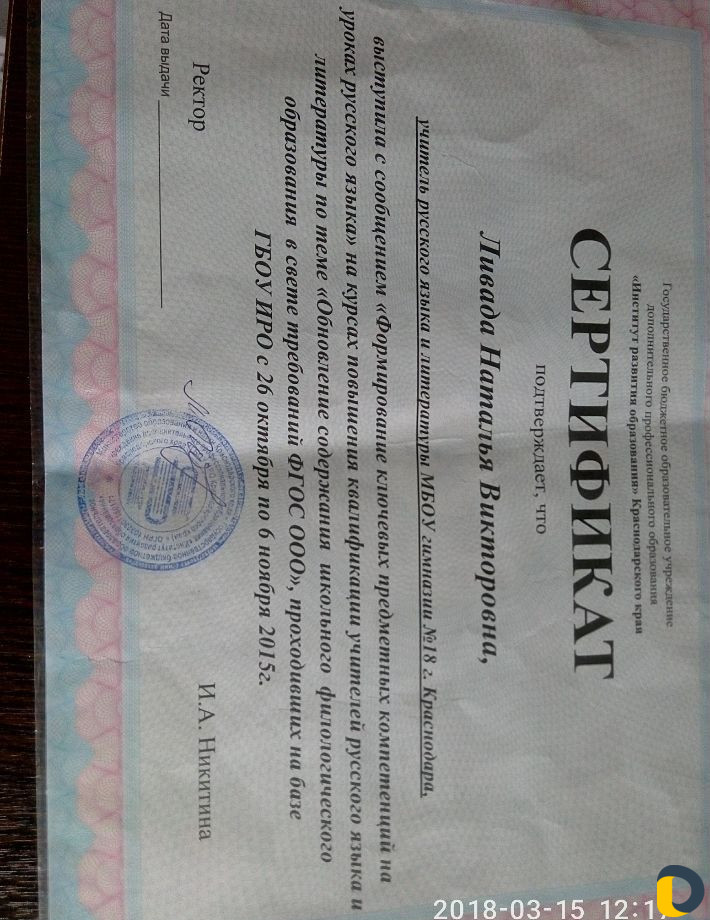 Государственное бюджетное образовательное учреждение
дополнительного профессионального образования
«Институт развития образования» Краснодарского края
СЕРТИФИКАТ
подтверждает, что
Ливада Наталья Викторовна,
учитель русского языка и литературы МБОУ гимназии №18 г. Краснодара,
выступила с сообщением «Формирование ключевых предметных компетенций на
уроках русского языка» на курсах повышения квалификации учителей русского языка и
литературы по теме «Обновление содержания школьного филологического
образования в свете требований ФГОС ООО», проходивших на базе
ГБОУ ИРО с 26 октября по 6 ноября 2015г.
Ректор И.А. Никитина
Дата выдачи
2018-03-15 12:17